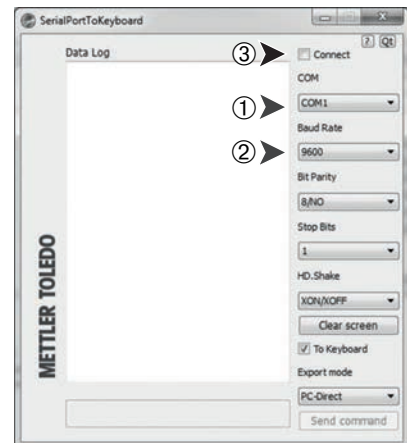 SerialPortToKeyboard
? Qt
Data Log
③ Connect
COM
① COM1
Baud Rate
② 9600
Bit Parity
8/NO
Stop Bits
1
HD.Shake
XON/XOFF
Clear screen
To Keyboard
Export mode
PC-Direct
Send command
METTLER TOLEDO